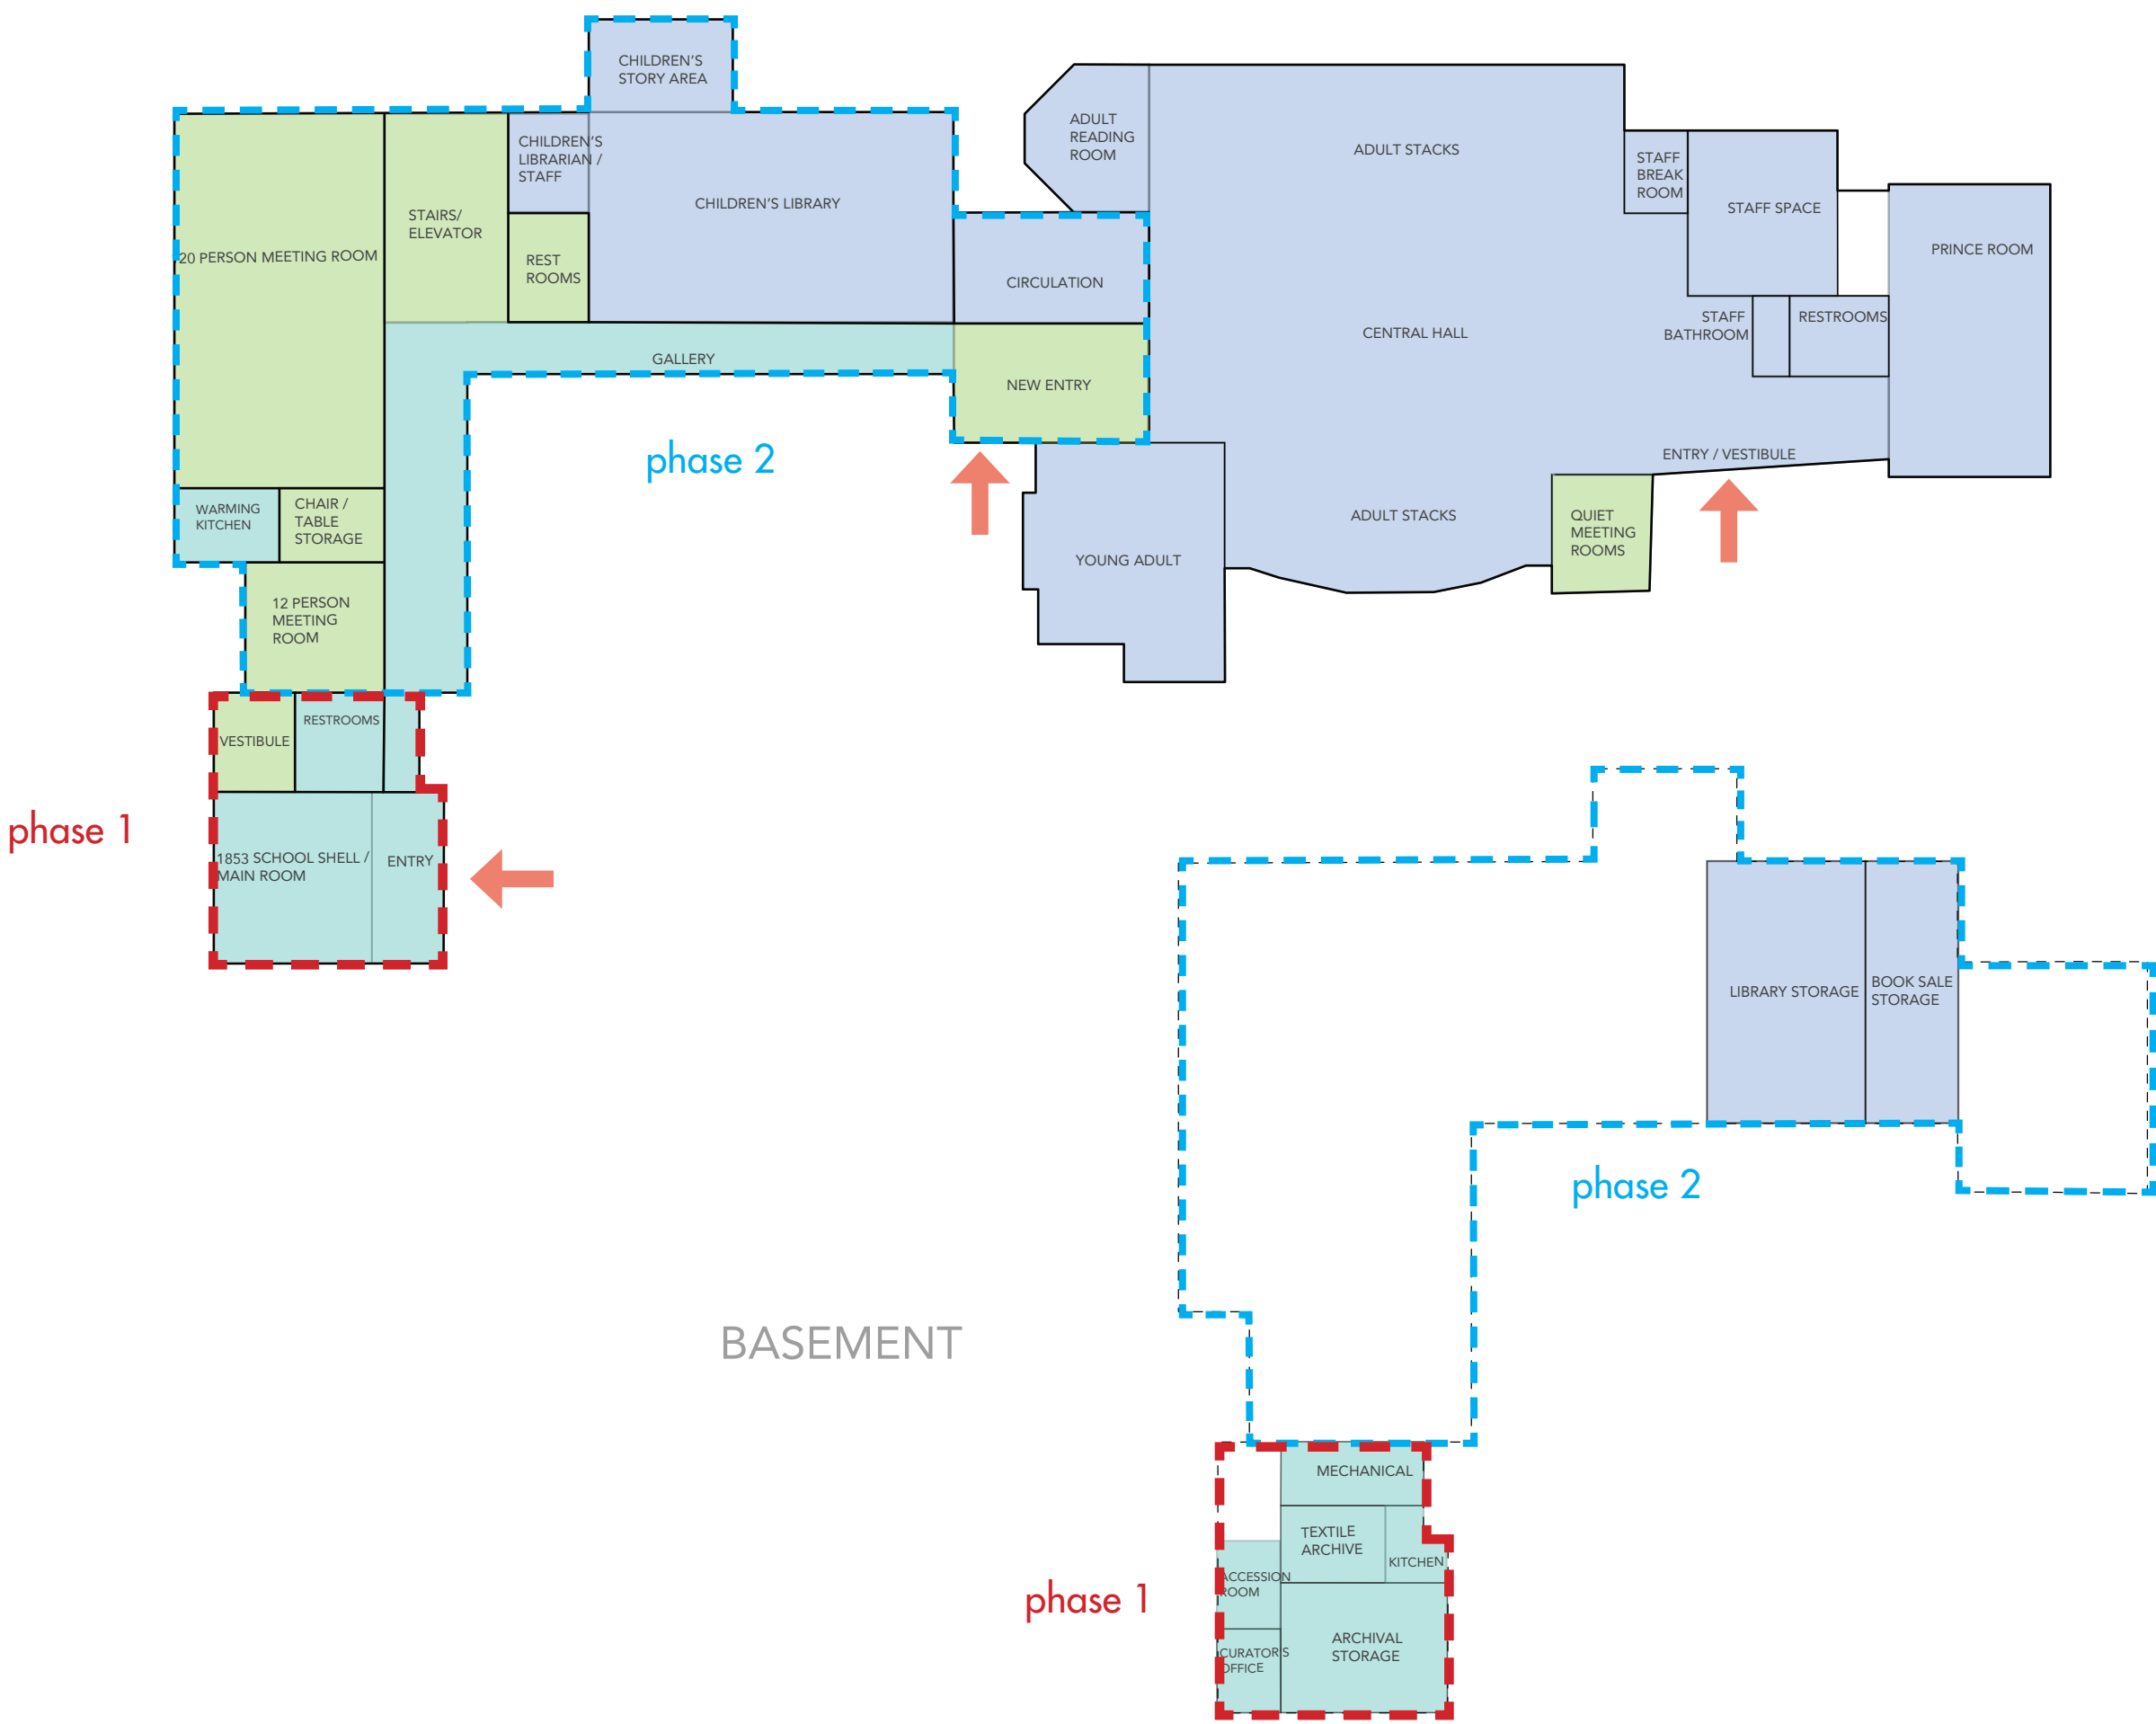 CHILDREN'S
STORY AREA
ADULT
READING
ROOM
ADULT STACKS
CHILDREN'S
LIBRARIAN /
STAFF
STAFF
BREAK
ROOM
CHILDREN'S LIBRARY
STAFF SPACE
STAIRS/
ELEVATOR
PRINCE ROOM
20 PERSON MEETING ROOM
REST
ROOMS
CIRCULATION
STAFF
BATHROOM
RESTROOMS
CENTRAL HALL
GALLERY
NEW ENTRY
phase 2
ENTRY / VESTIBULE
WARMING
KITCHEN
CHAIR /
TABLE
STORAGE
ADULT STACKS
QUIET
MEETING
ROOMS
YOUNG ADULT
12 PERSON
MEETING
ROOM
RESTROOMS
VESTIBULE
phase 1
1853 SCHOOL SHELL /
MAIN ROOM
ENTRY
LIBRARY STORAGE
BOOK SALE
STORAGE
phase 2
BASEMENT
MECHANICAL
TEXTILE
ARCHIVE
KITCHEN
ACCESSION
ROOM
phase 1
ARCHIVAL
STORAGE
CURATOR'S
OFFICE